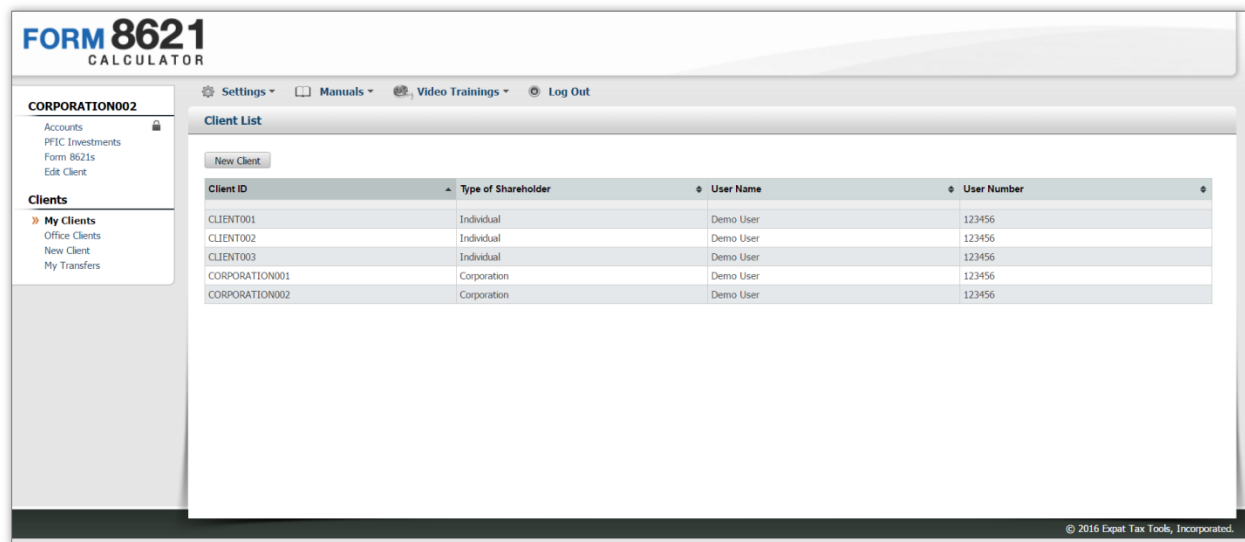 FORM 8621
CALCULATOR
Settings Manuals Video Trainings Log Out
CORPORATION002
Accounts
PFIC Investments
Form 8621s
Edit Client
Clients
» My Clients
Office Clients
New Client
My Transfers
Client List
New Client
Client ID Type of Shareholder User Name User Number
CLIENT001 Individual Demo User 123456
CLIENT002 Individual Demo User 123456
CLIENT003 Individual Demo User 123456
CORPORATION001 Corporation Demo User 123456
CORPORATION002 Corporation Demo User 123456
© 2016 Expat Tax Tools, Incorporated.